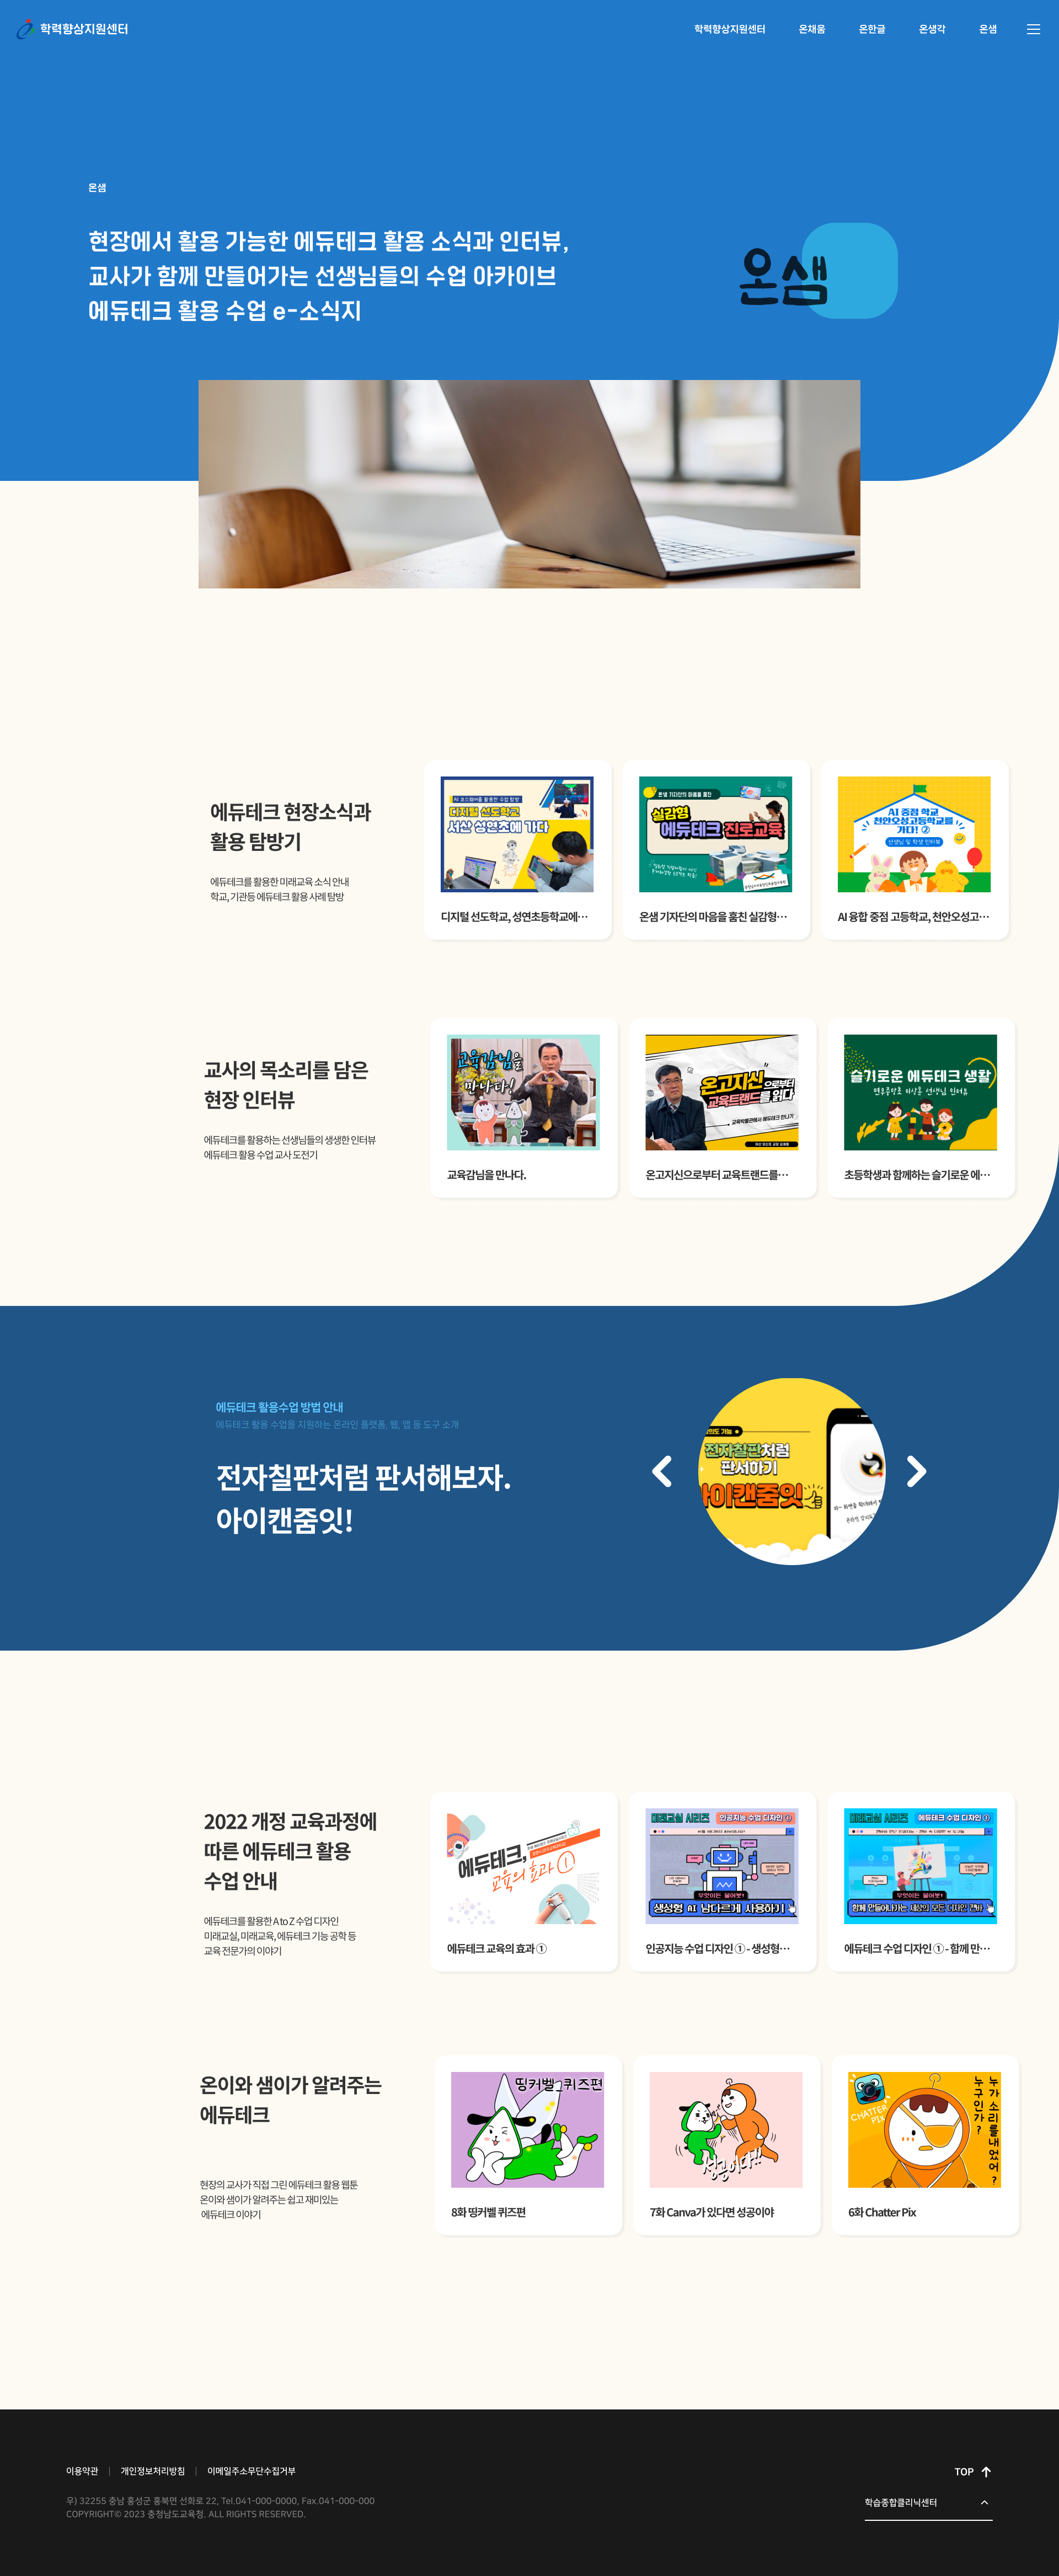 학력향상지원센터
학력향상지원센터 온채움 온한글 온생각 온샘
온샘
현장에서 활용 가능한 에듀테크 활용 소식과 인터뷰,
교사가 함께 만들어가는 선생님들의 수업 아카이브
에듀테크 활용 수업 e-소식지
온샘
에듀테크 현장소식과
활용 탐방기
에듀테크를 활용한 미래교육 소식 안내
학교, 기관등 에듀테크 활용 사례 탐방
디지털 선도학교
서산 성연초에 가다
디지털 선도학교, 성연초등학교에…
온샘 기자단의 마음을 훔친
실감형
에듀테크 진로교육
온샘 기자단의 마음을 훔친 실감형…
AI 중점 학교
천안오성고등학교를
가다! ②
선생님 및 학생 인터뷰
AI 융합 중점 고등학교, 천안오성고…
교사의 목소리를 담은
현장 인터뷰
에듀테크를 활용하는 선생님들의 생생한 인터뷰
에듀테크 활용 수업 교사 도전기
교육감님을
만나다!
교육감님을 만나다.
온고지신으로부터
교육트랜드를 읽다
온고지신으로부터 교육트랜드를…
슬기로운 에듀테크 생활
초등학생과 함께하는 슬기로운 에…
에듀테크 활용수업 방법 안내
에듀테크 활용 수업을 지원하는 온라인 플랫폼, 웹, 앱 등 도구 소개
전자칠판처럼 판서해보자.
아이캔줌잇!
전자칠판처럼
판서하기
아이캔줌잇
2022 개정 교육과정에
따른 에듀테크 활용
수업 안내
에듀테크를 활용한 A to Z 수업 디자인
미래교실, 미래교육, 에듀테크 기능 공학 등
교육 전문가의 이야기
에듀테크,
교육의 효과 ①
에듀테크 교육의 효과 ①
미래교실 시리즈 인공지능 수업 디자인 ①
무엇이든 물어봇!
생성형 AI 남다르게 사용하기
인공지능 수업 디자인 ① - 생성형…
미래교실 시리즈 에듀테크 수업 디자인 ①
무엇이든 물어봇!
함께 만들어나가는 세상의 모든 디자인 캔바
에듀테크 수업 디자인 ① - 함께 만…
온이와 샘이가 알려주는
에듀테크
현장의 교사가 직접 그린 에듀테크 활용 웹툰
온이와 샘이가 알려주는 쉽고 재미있는
에듀테크 이야기
띵커벨_퀴즈편
8화 띵커벨 퀴즈편
성공이다!!
7화 Canva가 있다면 성공이야
CHATTER PIX
누가 소리를 내었어?
누구인가?
6화 Chatter Pix
이용약관 개인정보처리방침 이메일주소무단수집거부
TOP
우) 32255 충남 홍성군 홍북면 선화로 22, Tel.041-000-0000, Fax.041-000-000
COPYRIGHT© 2023 충청남도교육청. ALL RIGHTS RESERVED.
학습종합클리닉센터